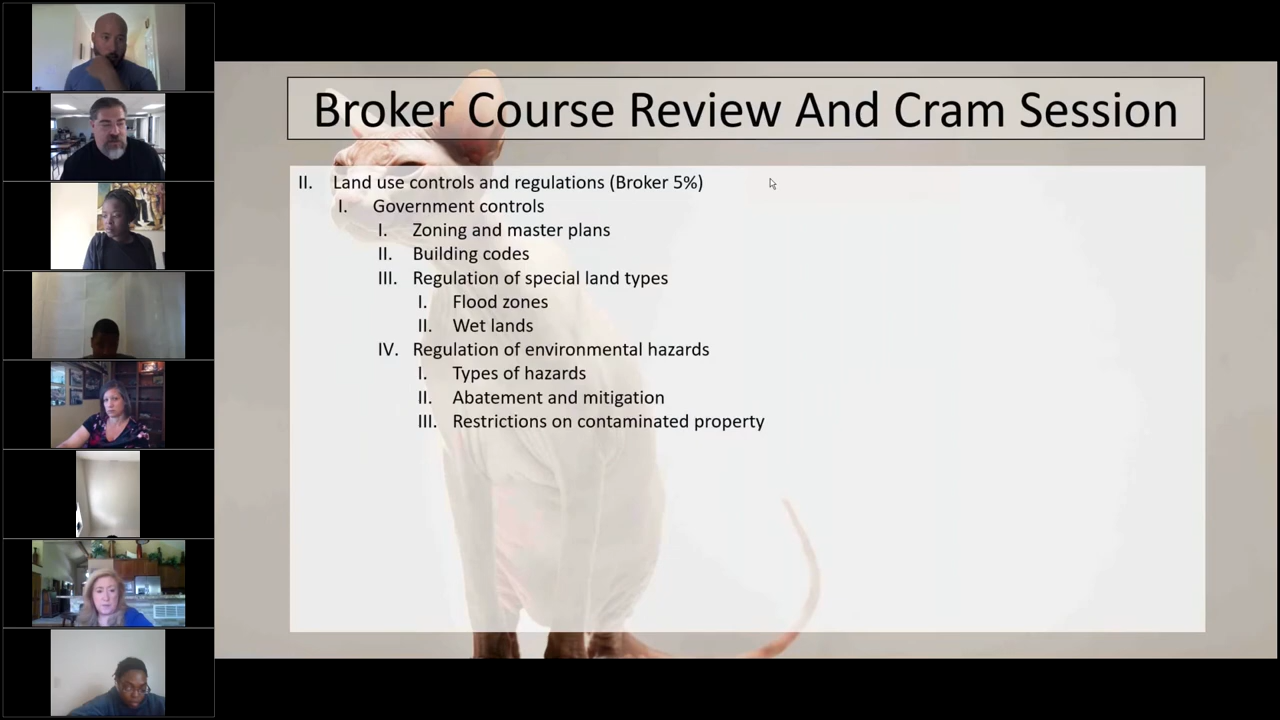 Broker Course Review And Cram Session
II. Land use controls and regulations (Broker 5%)
I. Government controls
I. Zoning and master plans
II. Building codes
III. Regulation of special land types
I. Flood zones
II. Wet lands
IV. Regulation of environmental hazards
I. Types of hazards
II. Abatement and mitigation
III. Restrictions on contaminated property